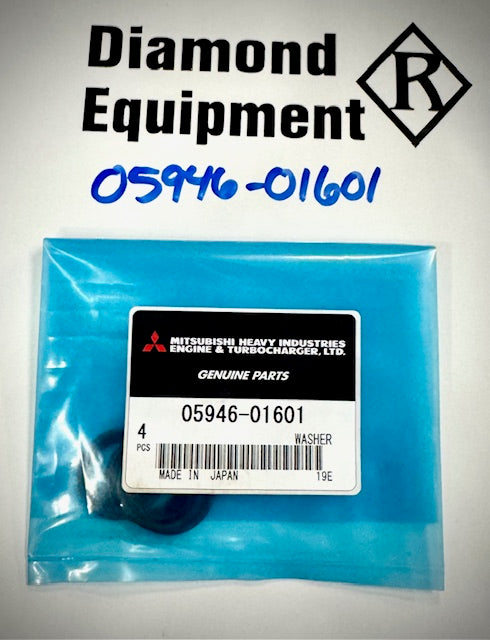 Diamond
Equipment
R
05946-01601
MITSUBISHI HEAVY INDUSTRIES
ENGINE & TURBOCHARGER, LTD.
GENUINE PARTS
05946-01601
4
PCS
WASHER
MADE IN JAPAN
19E